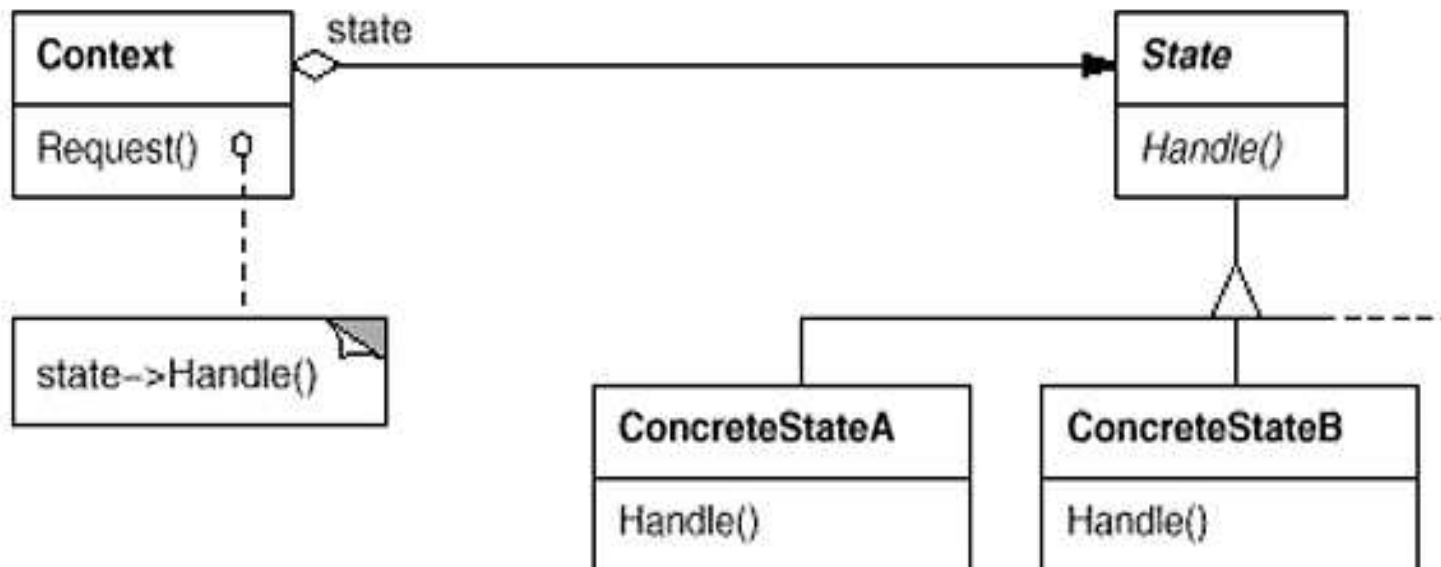 state
Context
State
Request()
Handle()
state->Handle()
ConcreteStateA
ConcreteStateB
Handle()
Handle()